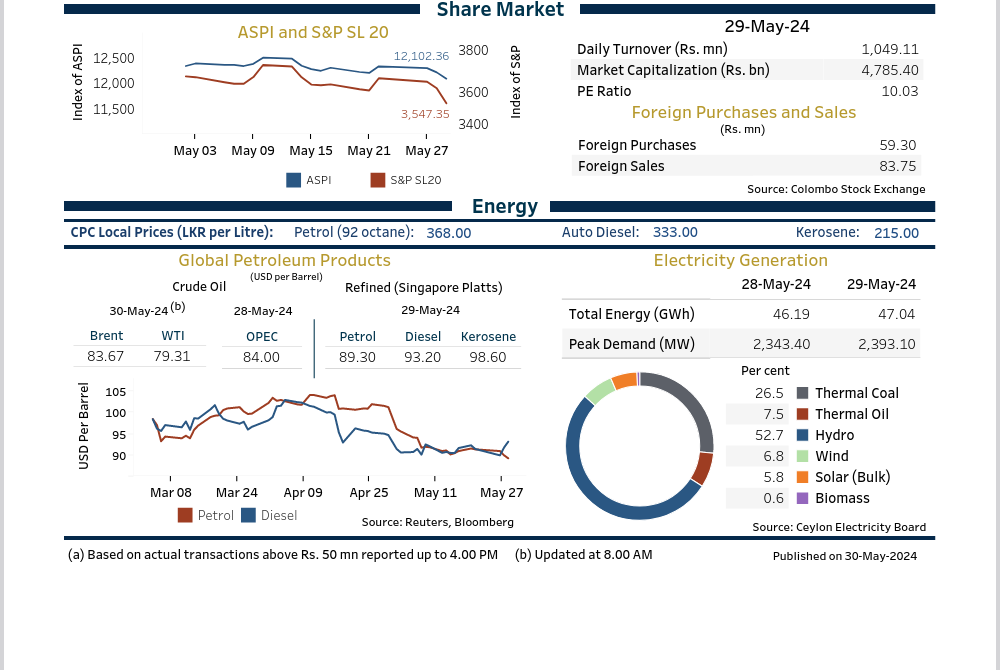 Share Market
ASPI and S&P SL 20
Index of ASPI
12,500
12,000
11,500
12,102.36
3,547.35
3800
3600
3400
Index of S&P
May 03 May 09 May 15 May 21 May 27
ASPI S&P SL20
29-May-24
Daily Turnover (Rs. mn) 1,049.11
Market Capitalization (Rs. bn) 4,785.40
PE Ratio 10.03
Foreign Purchases and Sales
(Rs. mn)
Foreign Purchases 59.30
Foreign Sales 83.75
Source: Colombo Stock Exchange
Energy
CPC Local Prices (LKR per Litre): Petrol (92 octane): 368.00 Auto Diesel: 333.00 Kerosene: 215.00
Global Petroleum Products
(USD per Barrel)
Crude Oil Refined (Singapore Platts)
30-May-24 (b) 28-May-24 29-May-24
Brent WTI OPEC Petrol Diesel Kerosene
83.67 79.31 84.00 89.30 93.20 98.60
USD Per Barrel
105
100
95
90
Mar 08 Mar 24 Apr 09 Apr 25 May 11 May 27
Petrol Diesel
Source: Reuters, Bloomberg
Electricity Generation
28-May-24 29-May-24
Total Energy (GWh) 46.19 47.04
Peak Demand (MW) 2,343.40 2,393.10
Per cent
26.5 Thermal Coal
7.5 Thermal Oil
52.7 Hydro
6.8 Wind
5.8 Solar (Bulk)
0.6 Biomass
Source: Ceylon Electricity Board
(a) Based on actual transactions above Rs. 50 mn reported up to 4.00 PM (b) Updated at 8.00 AM Published on 30-May-2024